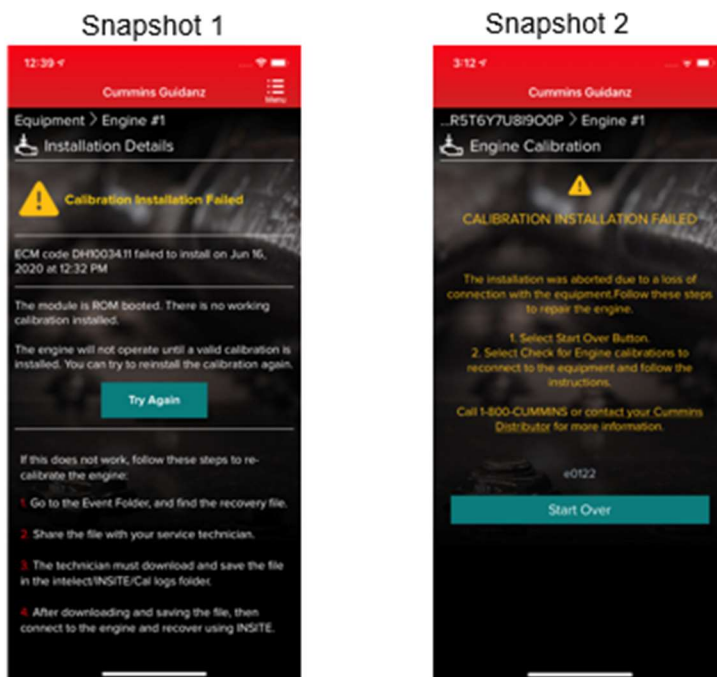 Snapshot 1
12:39
Cummins Guidanz
Menu
Equipment > Engine #1
Installation Details
Calibration Installation Failed
ECM code DH10034.11 failed to install on Jun 16,
2020 at 12:32 PM
The module is ROM booted. There is no working
calibration installed.
The engine will not operate until a valid calibration is
installed. You can try to reinstall the calibration again.
Try Again
If this does not work, follow these steps to re-
calibrate the engine:
1. Go to the Event Folder, and find the recovery file.
2. Share the file with your service technician.
3. The technician must download and save the file
in the intelect/INSITE/Cal logs folder.
4. After downloading and saving the file, then
connect to the engine and recover using INSITE.
Snapshot 2
3:12
Cummins Guidanz
...R5T6Y7U8I9O0P > Engine #1
Engine Calibration
CALIBRATION INSTALLATION FAILED
The installation was aborted due to a loss of
connection with the equipment.Follow these steps
to repair the engine.
1. Select Start Over Button.
2. Select Check for Engine calibrations to
reconnect to the equipment and follow the
instructions.
Call 1-800-CUMMINS or contact your Cummins
Distributor for more information.
e0122
Start Over